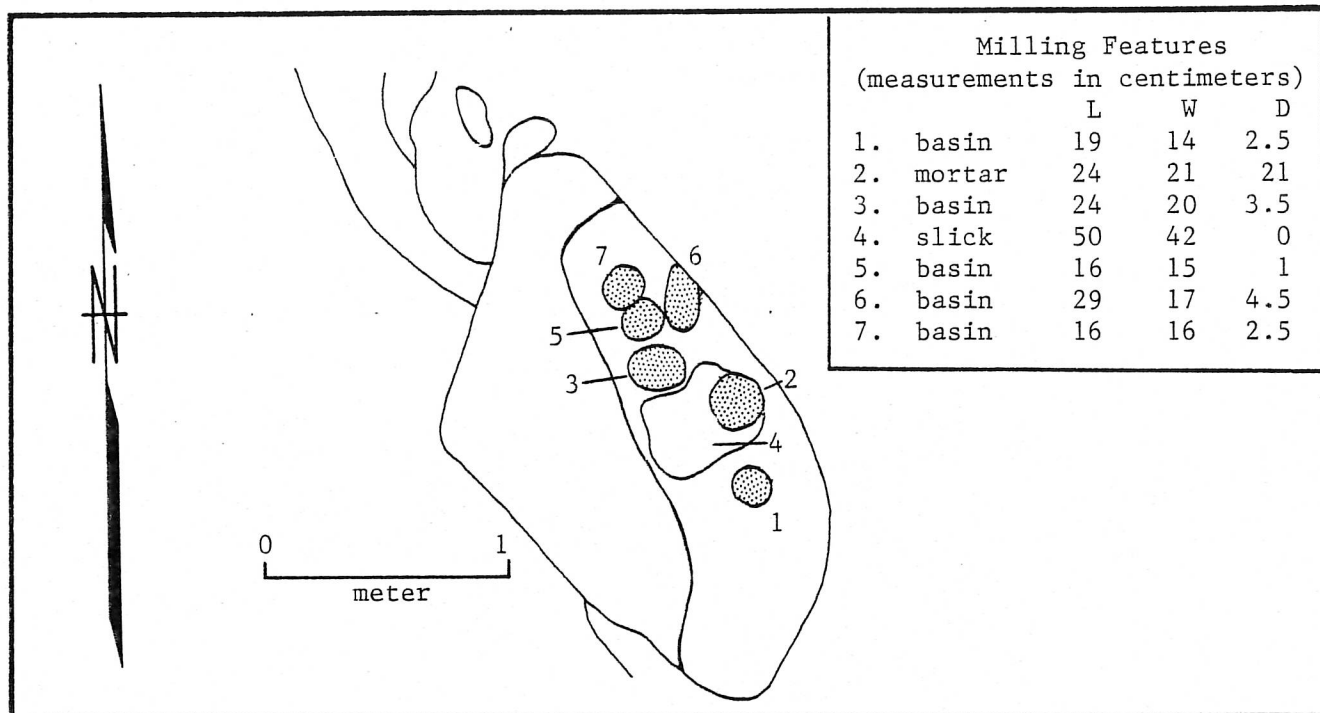 Milling Features
(measurements in centimeters)
L W D
1. basin 19 14 2.5
2. mortar 24 21 21
3. basin 24 20 3.5
4. slick 50 42 0
5. basin 16 15 1
6. basin 29 17 4.5
7. basin 16 16 2.5
N
7
6
5
3
2
4
1
0 1
meter